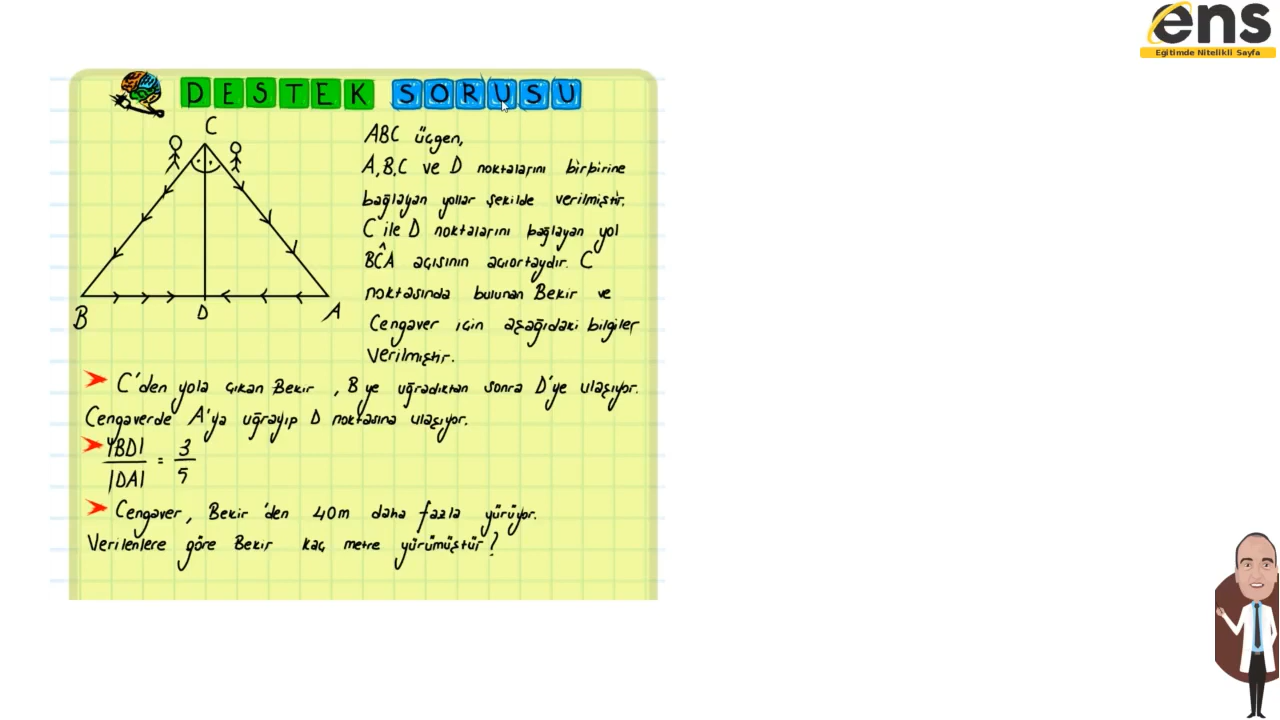 ens
Eğitimde Nitelikli Sayfa
DESTEK SORUSU
C
B
D
A
ABC üçgen,
A,B,C ve D noktalarını birbirine
bağlayan yollar şekilde verilmiştir.
C ile D noktalarını bağlayan yol
BĈA açısının açıortaydır. C
noktasında bulunan Bekir ve
Cengaver için aşağıdaki bilgiler
verilmiştir.
➤ C'den yola çıkan Bekir , B ye uğradıktan sonra D'ye ulaşıyor.
Cengaverde A'ya uğrayıp D noktasına ulaşıyor.
➤ |BD| / |DA| = 3 / 5
➤ Cengaver, Bekir 'den 40m daha fazla yürüyor.
Verilenlere göre Bekir kaç metre yürümüştür?